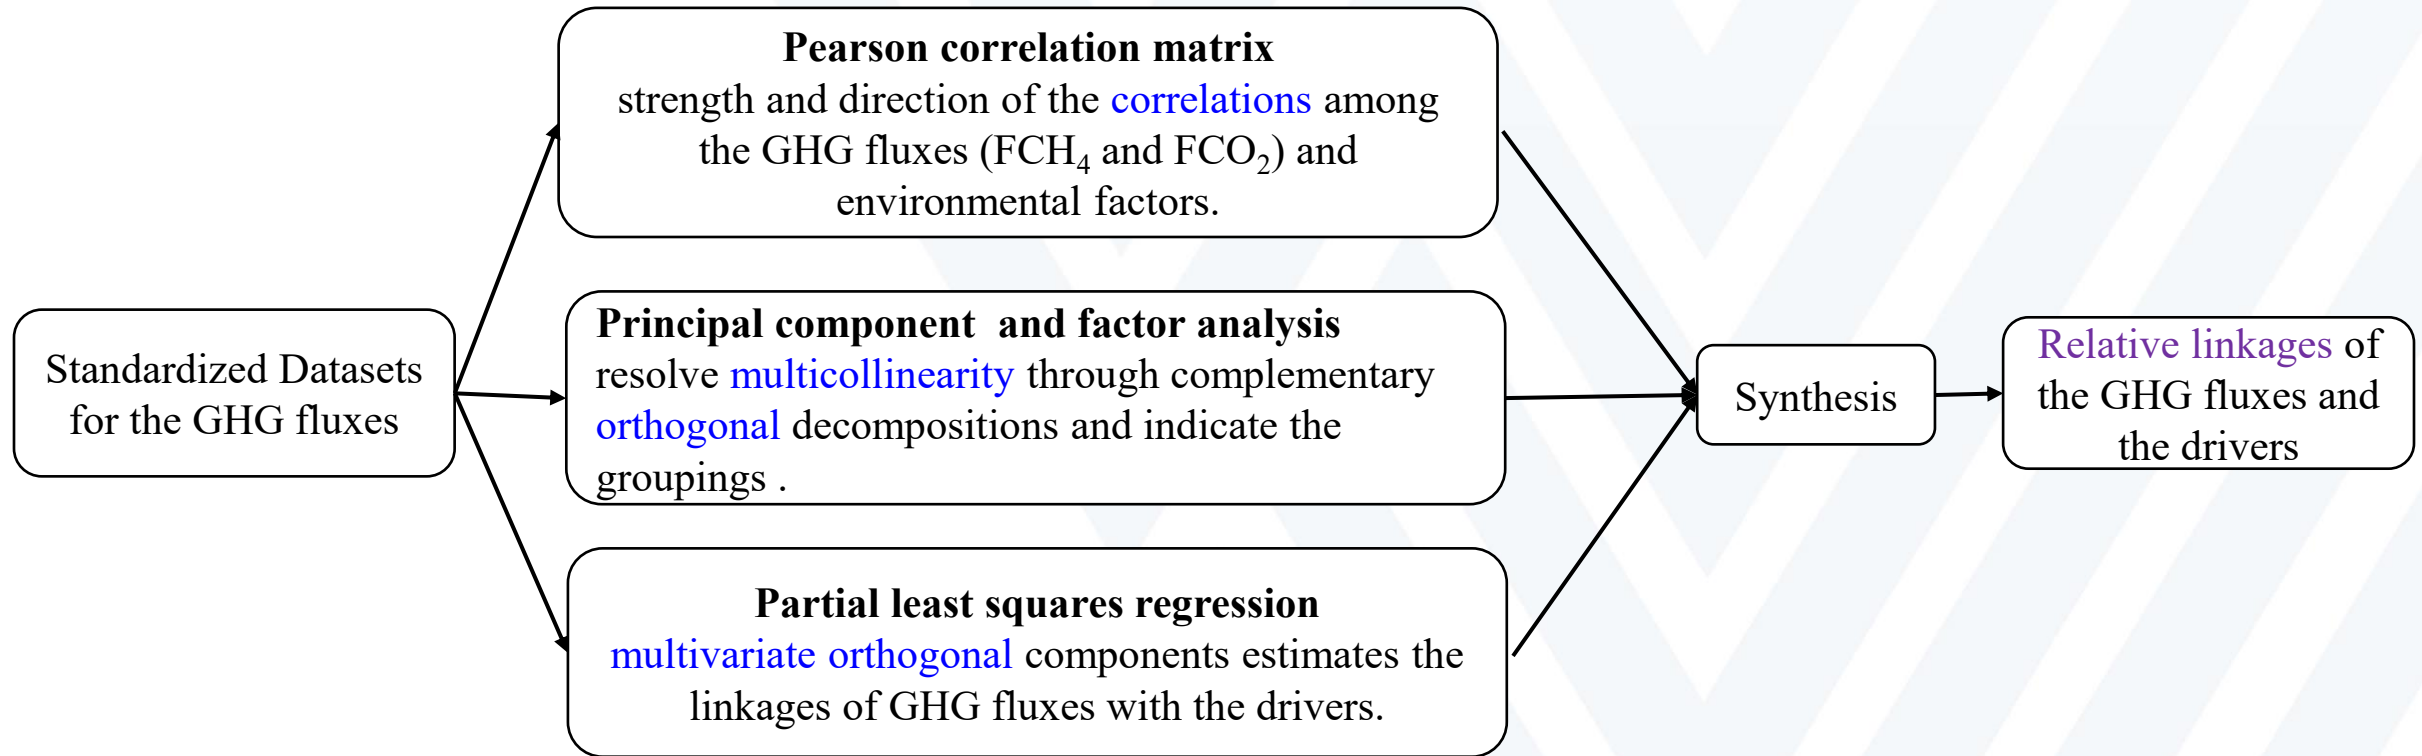 Standardized Datasets
for the GHG fluxes
Pearson correlation matrix
strength and direction of the correlations among
the GHG fluxes (FCH₄ and FCO₂) and
environmental factors.
Principal component  and factor analysis
resolve multicollinearity through complementary
orthogonal decompositions and indicate the
groupings .
Partial least squares regression
multivariate orthogonal components estimates the
linkages of GHG fluxes with the drivers.
Synthesis
Relative linkages of
the GHG fluxes and
the drivers